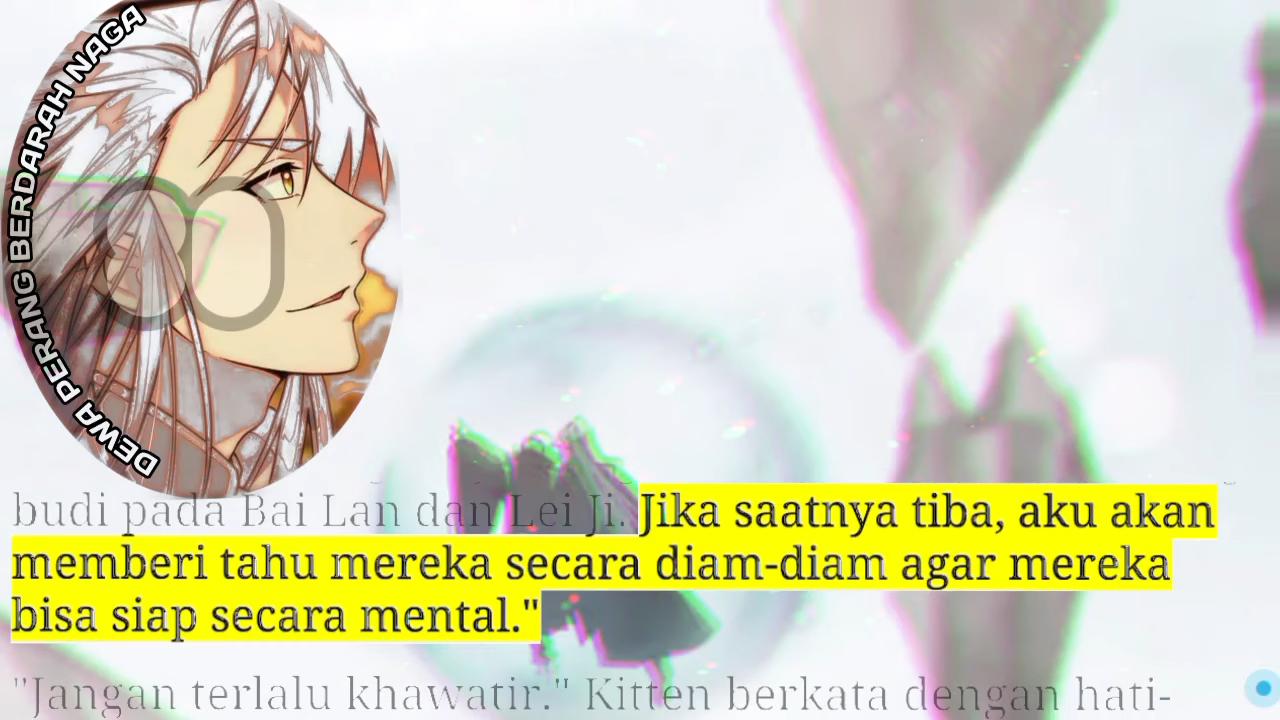 DEWA PERANG BERDARAH NAGA
budi pada Bai Lan dan Lei Ji. Jika saatnya tiba, aku akan
memberi tahu mereka secara diam-diam agar mereka
bisa siap secara mental."
"Jangan terlalu khawatir." Kitten berkata dengan hati-